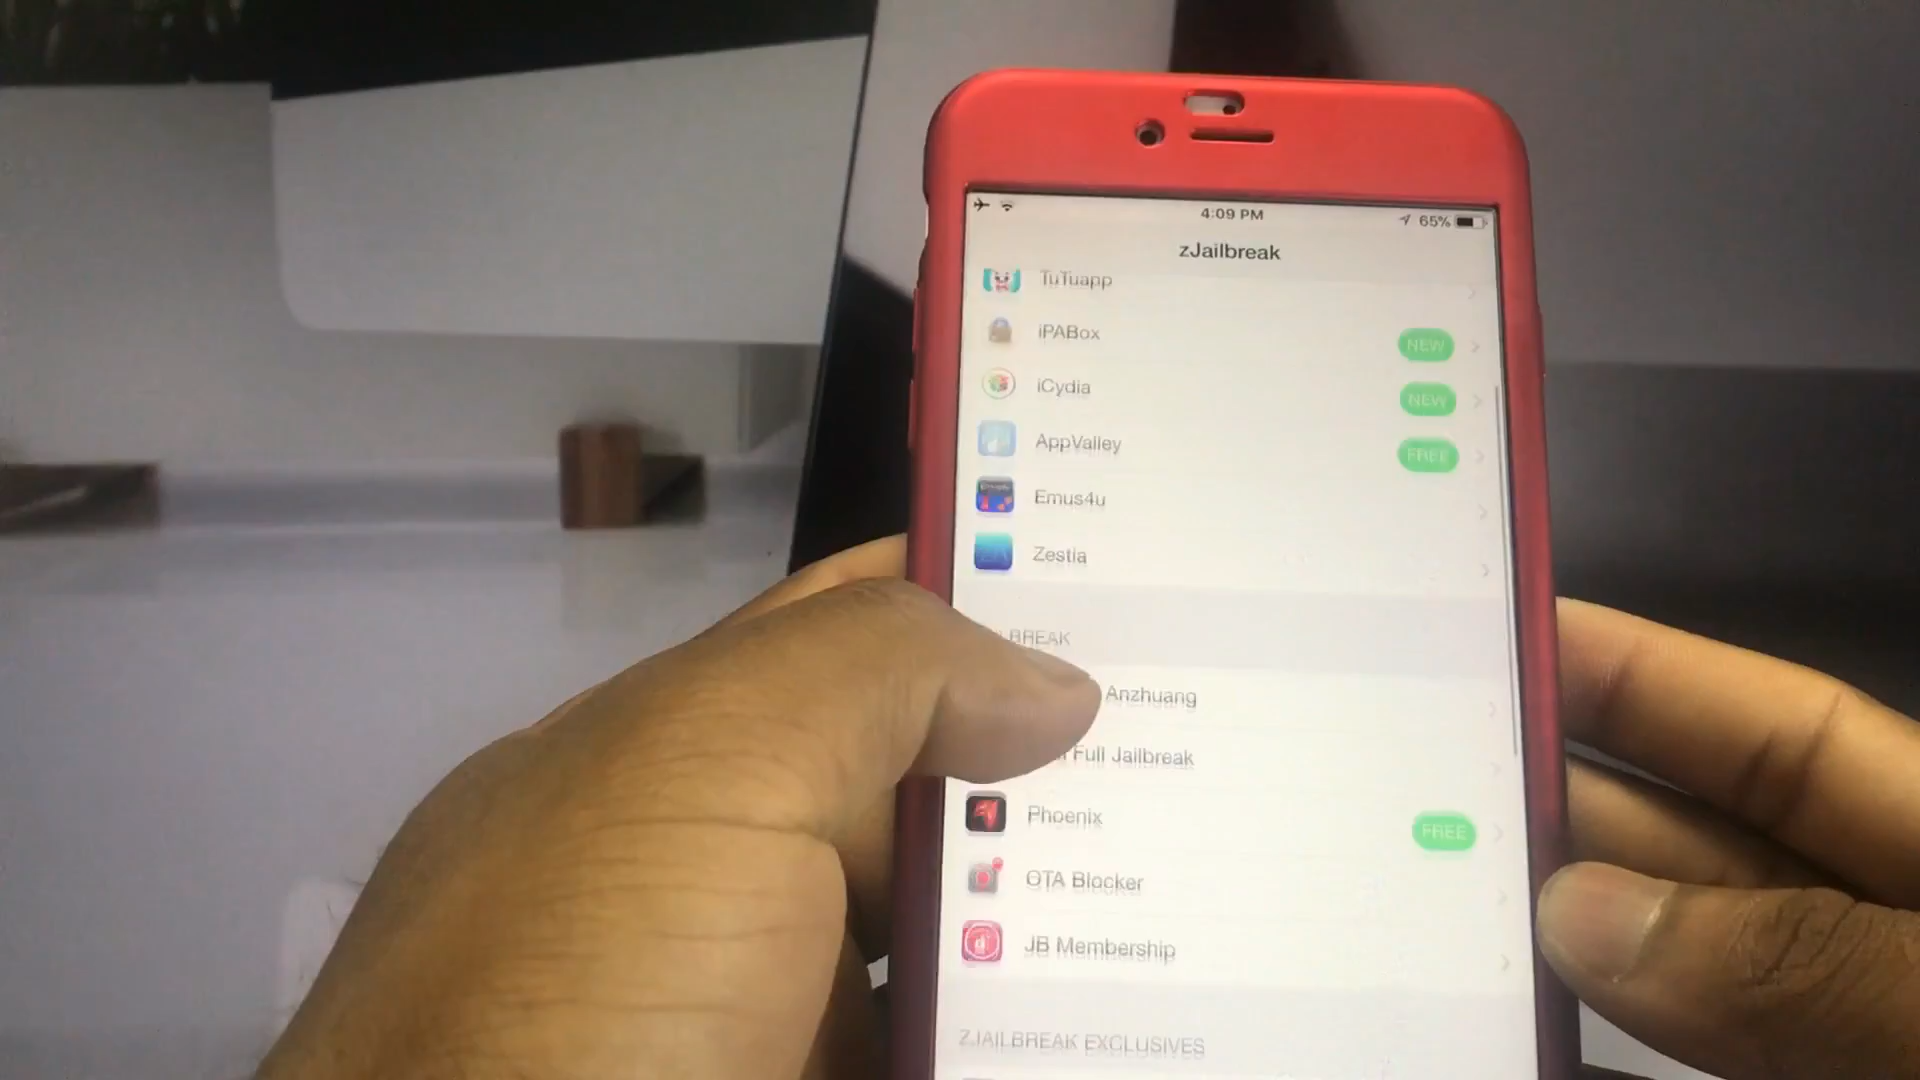 4:09 PM
65%
zJailbreak
TuTuapp
iPABox
NEW
iCydia
NEW
AppValley
FREE
Emus4u
Zestia
BREAK
Anzhuang
Full Jailbreak
Phoenix
FREE
OTA Blocker
JB Membership
ZJAILBREAK EXCLUSIVES